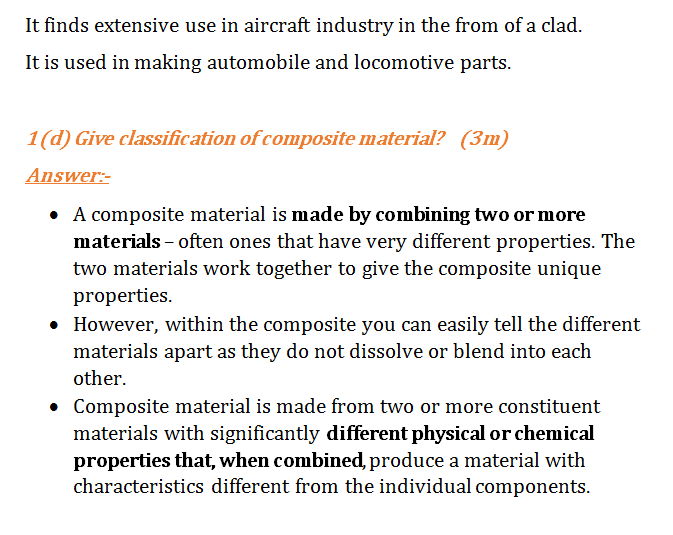 It finds extensive use in aircraft industry in the from of a clad.
It is used in making automobile and locomotive parts.
1(d) Give classification of composite material? (3m)
Answer:-
• A composite material is made by combining two or more
materials – often ones that have very different properties. The
two materials work together to give the composite unique
properties.
• However, within the composite you can easily tell the different
materials apart as they do not dissolve or blend into each
other.
• Composite material is made from two or more constituent
materials with significantly different physical or chemical
properties that, when combined, produce a material with
characteristics different from the individual components.